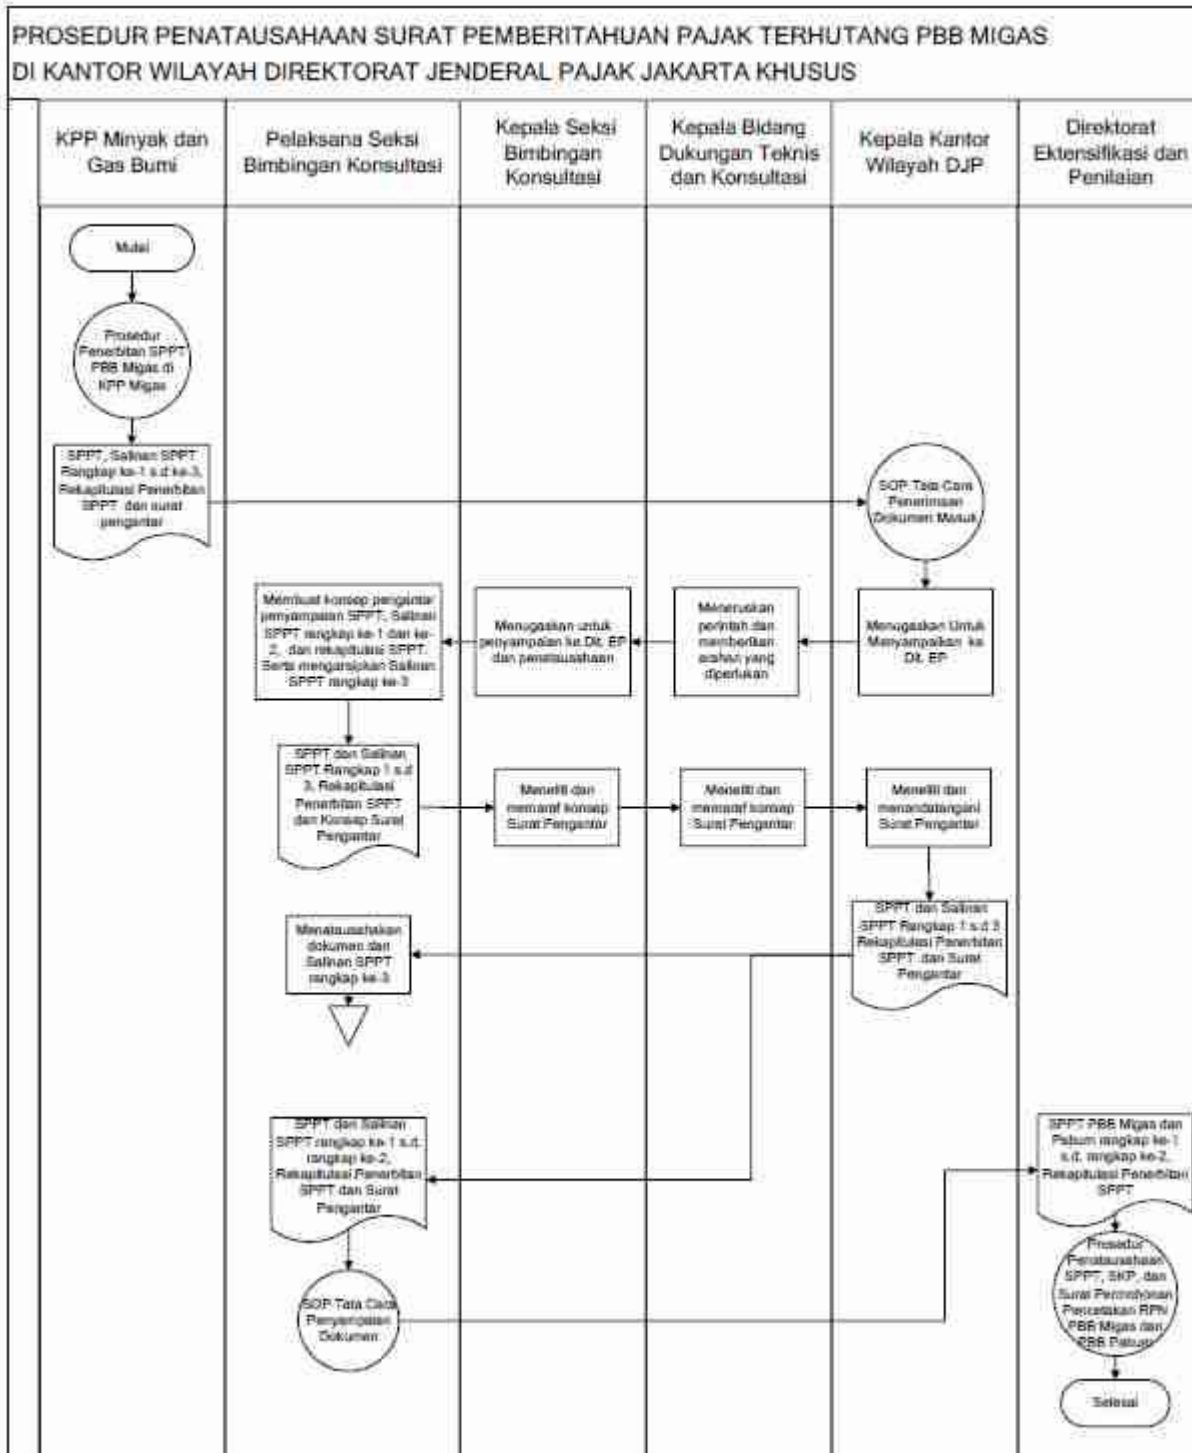 PROSEDUR PENATAUSAHAAN SURAT PEMBERITAHUAN PAJAK TERHUTANG PBB MIGAS
DI KANTOR WILAYAH DIREKTORAT JENDERAL PAJAK JAKARTA KHUSUS
KPP Minyak dan
Gas Bumi
Pelaksana Seksi
Bimbingan Konsultasi
Kepala Seksi
Bimbingan
Konsultasi
Kepala Bidang
Dukungan Teknis
dan Konsultasi
Kepala Kantor
Wilayah DJP
Direktorat
Ektensifikasi dan
Penilaian
Mulai
Prosedur
Penerbitan SPPT
PBB Migas di
KPP Migas
SPPT, Salinan SPPT
Rangkap ke-1 s.d ke-3,
Rekapitulasi Penerbitan
SPPT dan surat
pengantar
SOP Tata Cara
Penerimaan
Dokumen Masuk
Membuat konsep pengantar
penyampaian SPPT, Salinan
SPPT rangkap ke-1 dan ke-
2, dan rekapitulasi SPPT.
Serta mengarsipkan Salinan
SPPT rangkap ke-3
Menugaskan untuk
penyampaian ke Dit. EP
dan penatausahaan
Meneruskan
perintah dan
memberikan
arahan yang
diperlukan
Menugaskan Untuk
Menyampaikan ke
Dit. EP
SPPT dan Salinan
SPPT Rangkap 1 s.d
3, Rekapitulasi
Penerbitan SPPT
dan Konsep Surat
Pengantar
Meneliti dan
memaraf konsep
Surat Pengantar
Meneliti dan
memaraf konsep
Surat Pengantar
Meneliti dan
menandatangani
Surat Pengantar
SPPT dan Salinan
SPPT Rangkap 1 s.d 3
Rekapitulasi Penerbitan
SPPT dan Surat
Pengantar
Menatausahakan
dokumen dan
Salinan SPPT
rangkap ke-3
SPPT dan Salinan
SPPT rangkap ke-1 s.d.
rangkap ke-2,
Rekapitulasi Penerbitan
SPPT dan Surat
Pengantar
SPPT PBB Migas dan
Pabum rangkap ke-1
s.d. rangkap ke-2,
Rekapitulasi Penerbitan
SPPT
SOP Tata Cara
Penyampaian
Dokumen
Prosedur
Penatausahaan
SPPT, SKP, dan
Surat Permohonan
Pencetakan RPN
PBB Migas dan
PBB Pabum
Selesai